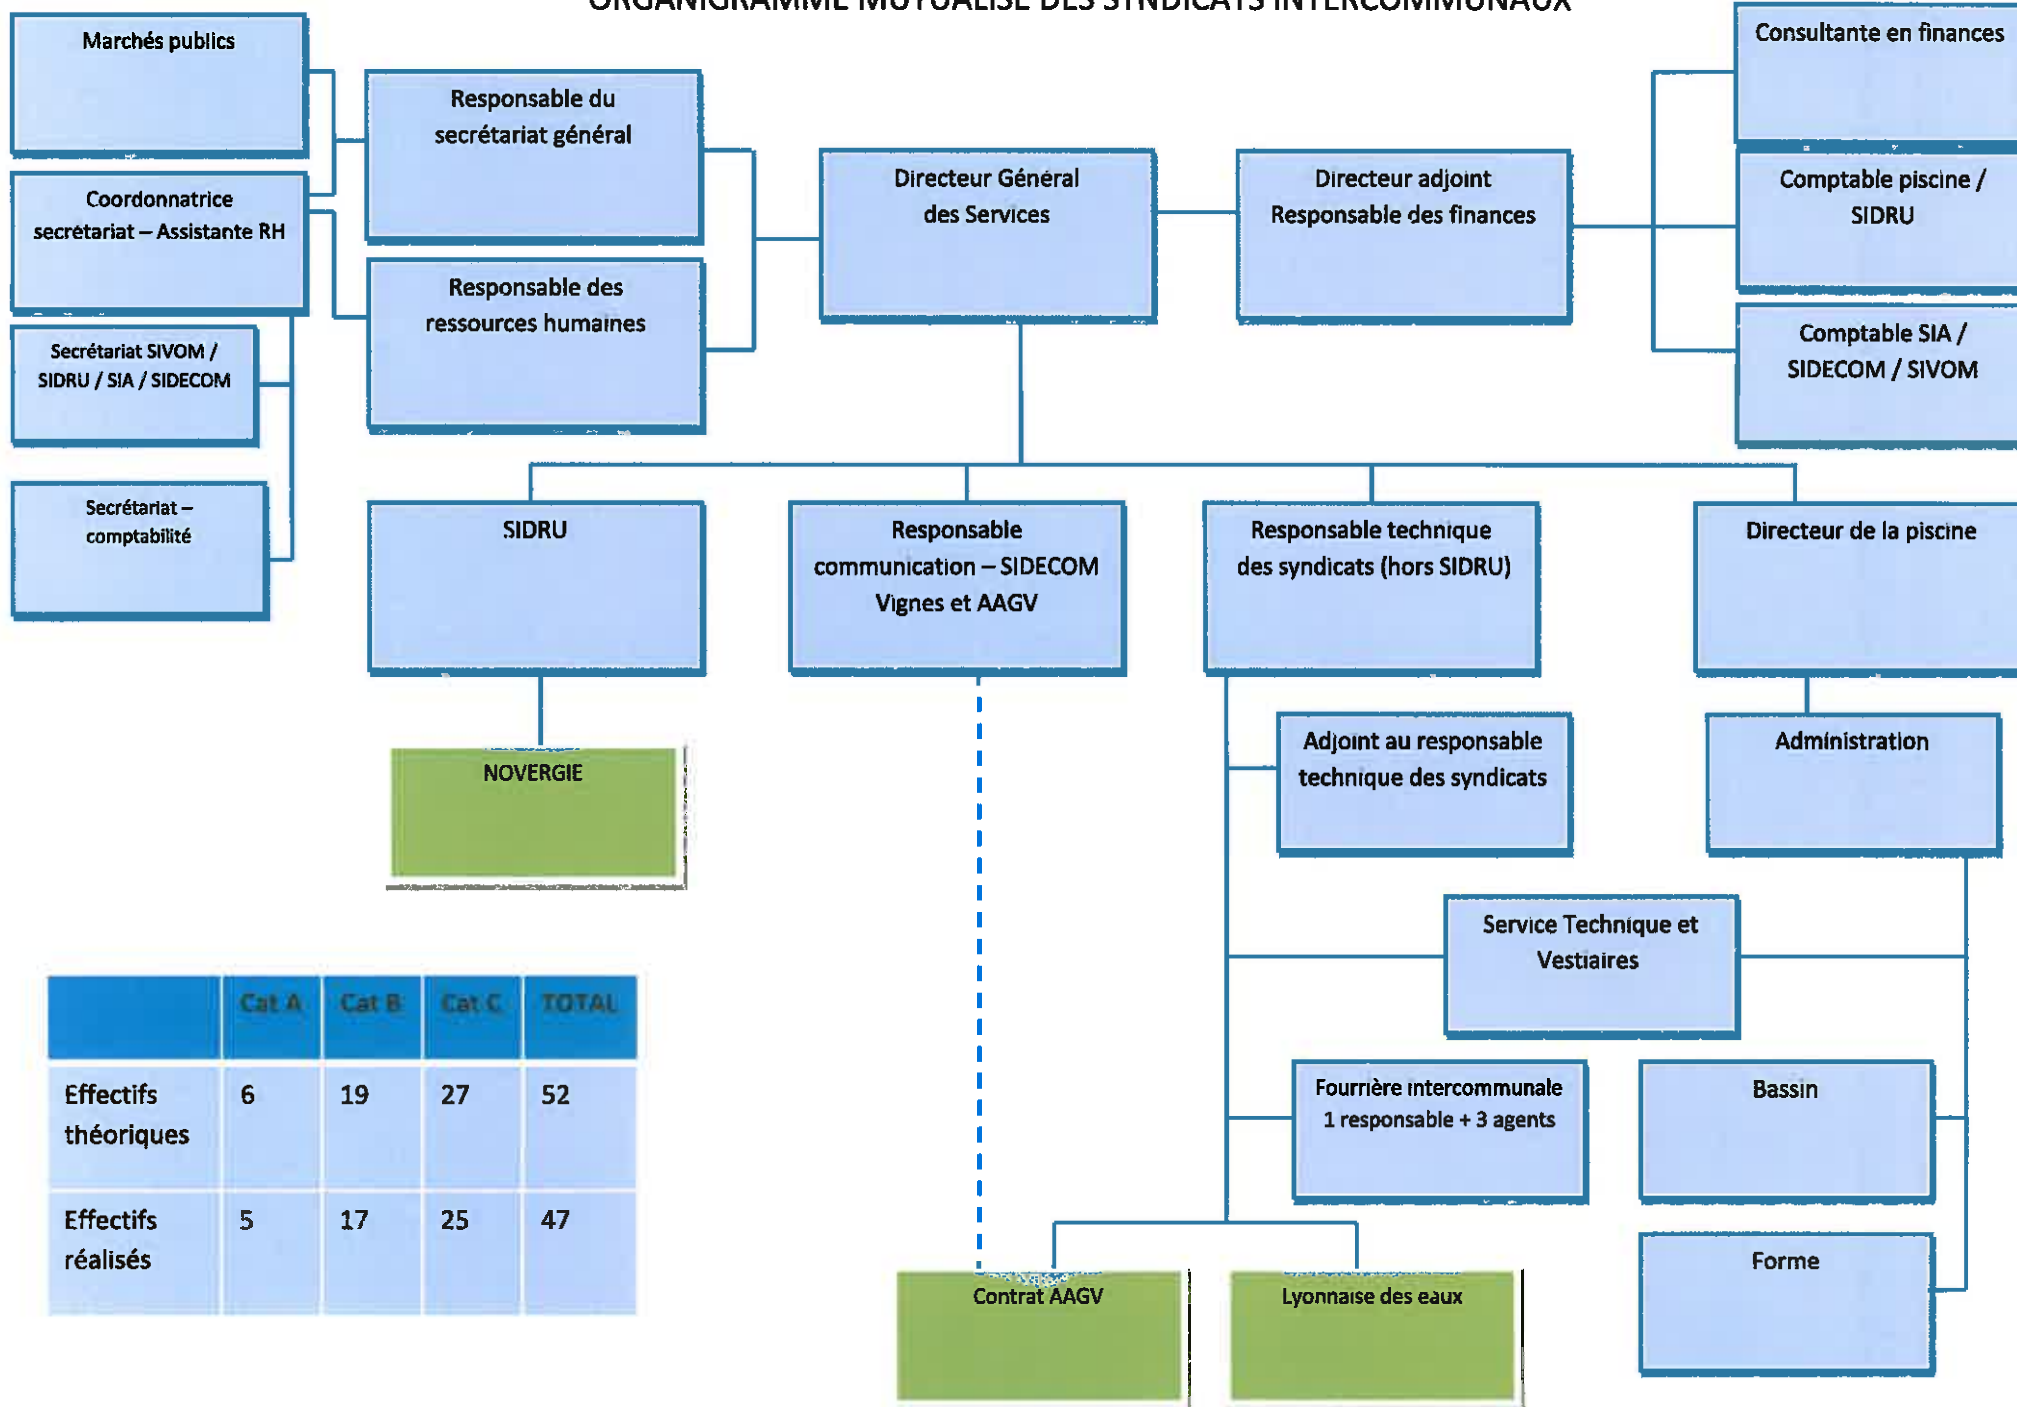 ORGANIGRAMME MUTUALISE DES SYNDICATS INTERCOMMUNAUX
Marchés publics
Responsable du
secrétariat général
Coordonnatrice
secrétariat – Assistante RH
Responsable des
ressources humaines
Secrétariat SIVOM /
SIDRU / SIA / SIDECOM
Secrétariat –
comptabilité
Directeur Général
des Services
Directeur adjoint
Responsable des finances
Consultante en finances
Comptable piscine /
SIDRU
Comptable SIA /
SIDECOM / SIVOM
SIDRU
Responsable
communication – SIDECOM
Vignes et AAGV
Responsable technique
des syndicats (hors SIDRU)
Directeur de la piscine
NOVERGIE
Adjoint au responsable
technique des syndicats
Administration
Service Technique et
Vestiaires
Fourrière intercommunale
1 responsable + 3 agents
Bassin
Forme
Contrat AAGV
Lyonnaise des eaux
Cat A Cat B Cat C TOTAL
Effectifs
théoriques 6 19 27 52
Effectifs
réalisés 5 17 25 47